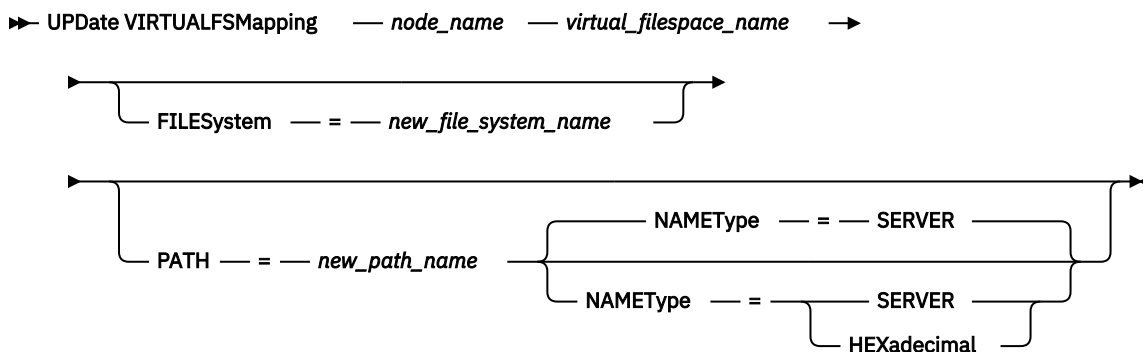 UPDate VIRTUALFSMapping — node_name — virtual_filespace_name
FILESystem — = — new_file_system_name
NAMEType — = — SERVER
PATH — = — new_path_name
NAMEType — = — SERVER
HEXadecimal